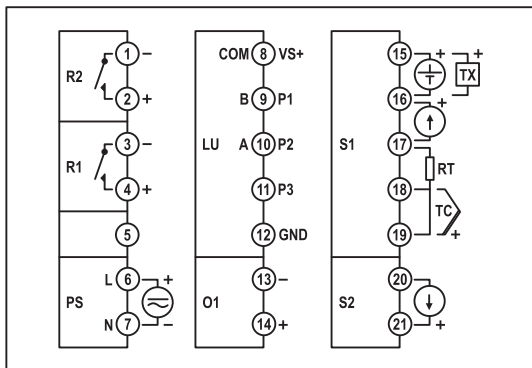 R2 1 −
2 +
R1 3 −
4 +
5
PS L 6 +
N 7 −
COM 8 VS+
B 9 P1
LU A 10 P2
11 P3
12 GND
O1 13 −
14 +
15 + + TX
16 +
S1 17 RT
18 TC
19 +
S2 20
21 +